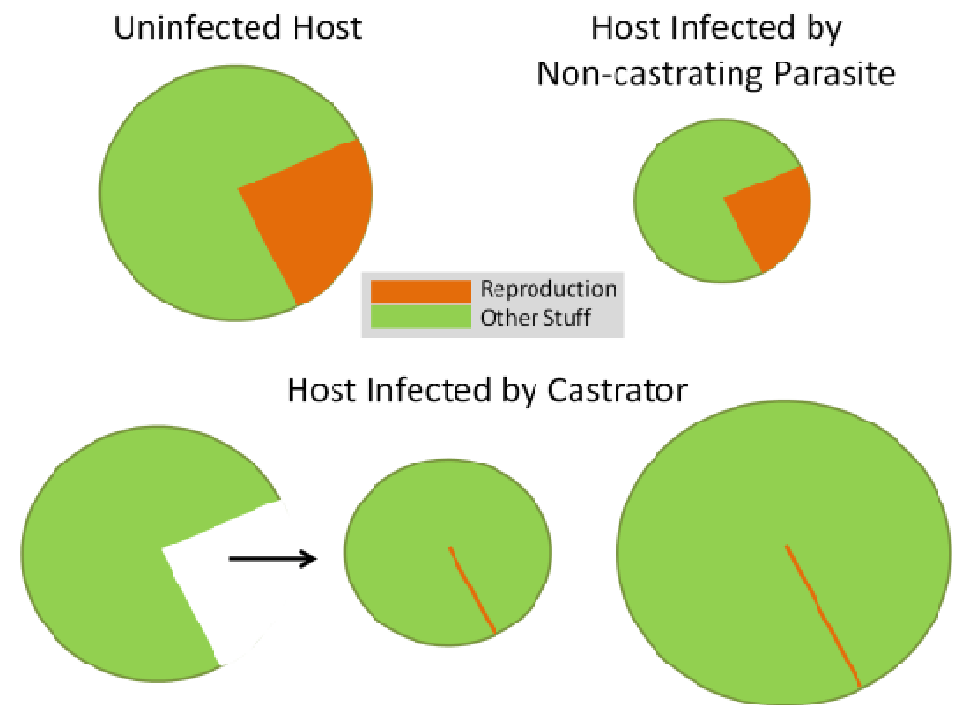 Uninfected Host
Host Infected by
Non-castrating Parasite
Reproduction
Other Stuff
Host Infected by Castrator